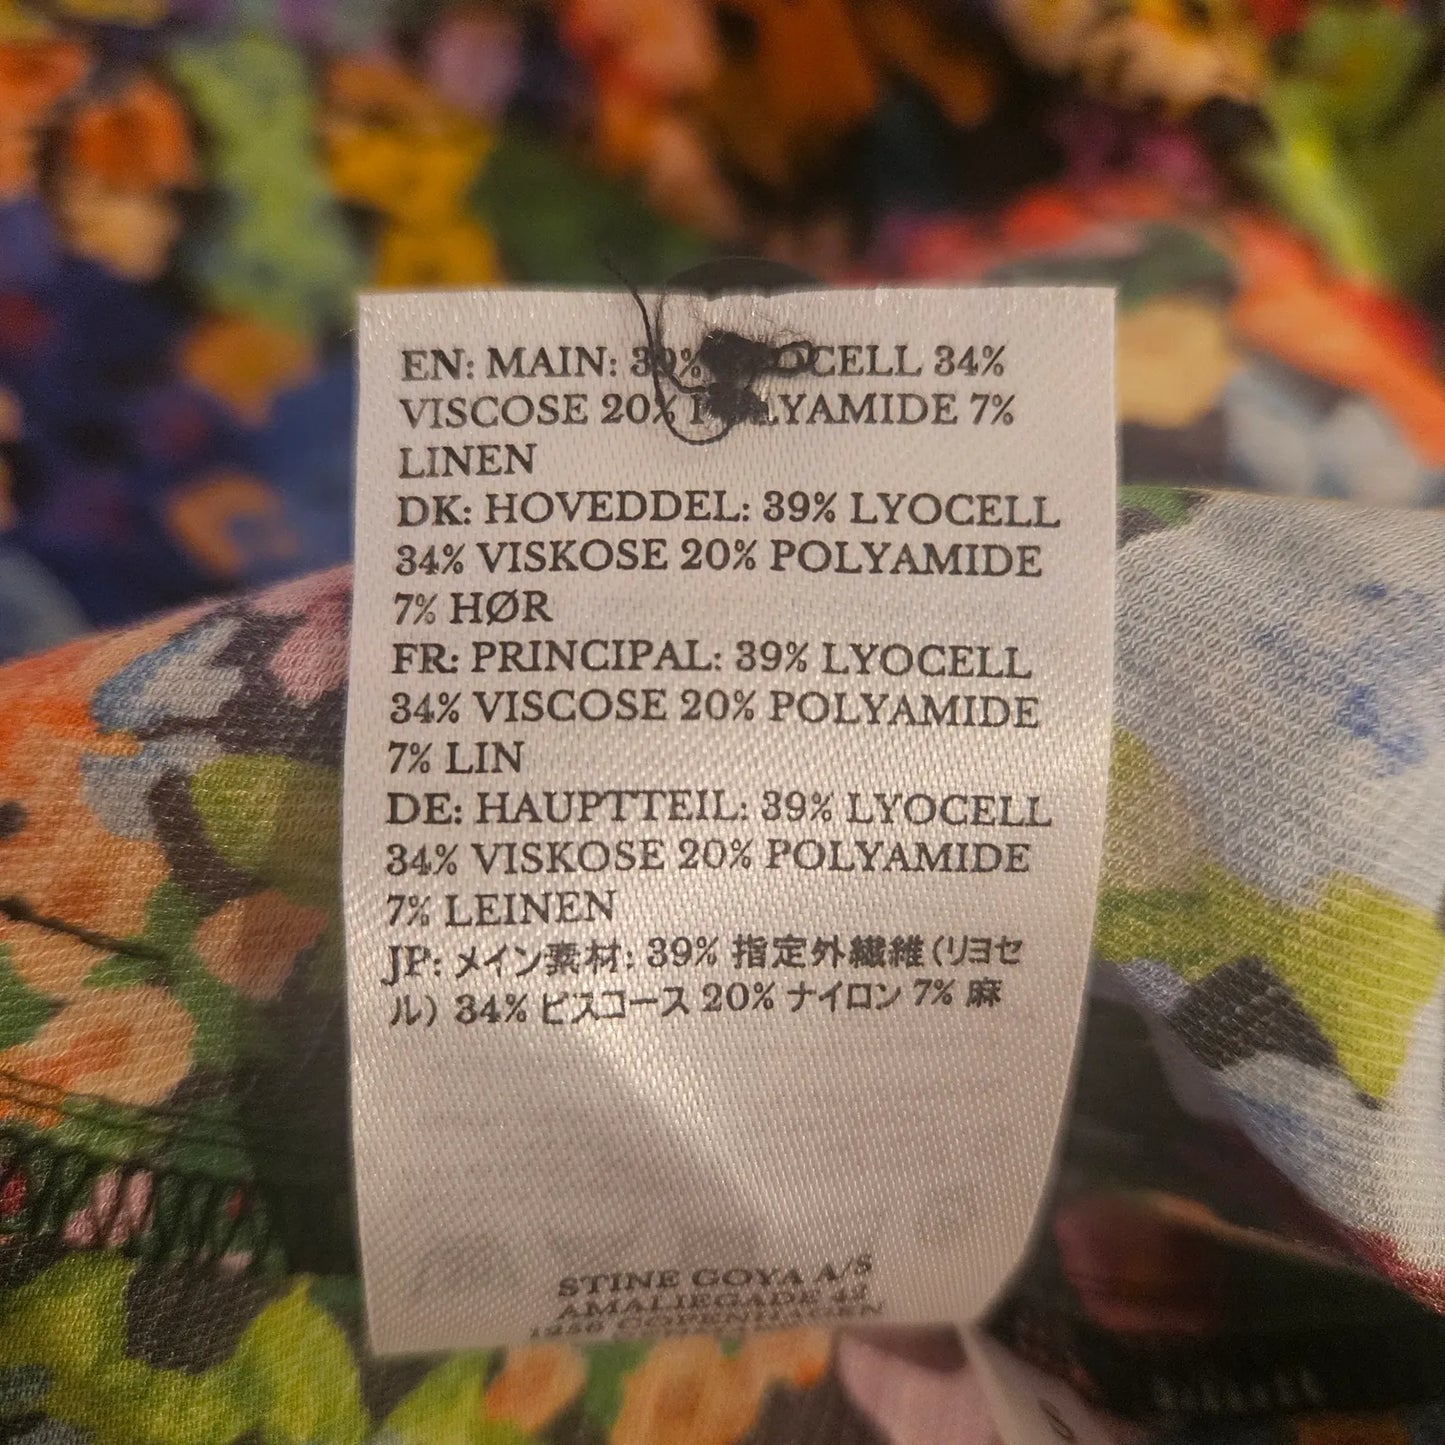 EN: MAIN: 39% LYOCELL 34%
VISCOSE 20% POLYAMIDE 7%
LINEN
DK: HOVEDDEL: 39% LYOCELL
34% VISKOSE 20% POLYAMIDE
7% HØR
FR: PRINCIPAL: 39% LYOCELL
34% VISCOSE 20% POLYAMIDE
7% LIN
DE: HAUPTTEIL: 39% LYOCELL
34% VISKOSE 20% POLYAMIDE
7% LEINEN
JP: メイン素材: 39% 指定外繊維 (リヨセ
ル) 34% ビスコース 20% ナイロン 7% 麻
STINE GOYA A/S
AMALIEGADE 42
1256 COPENHAGEN